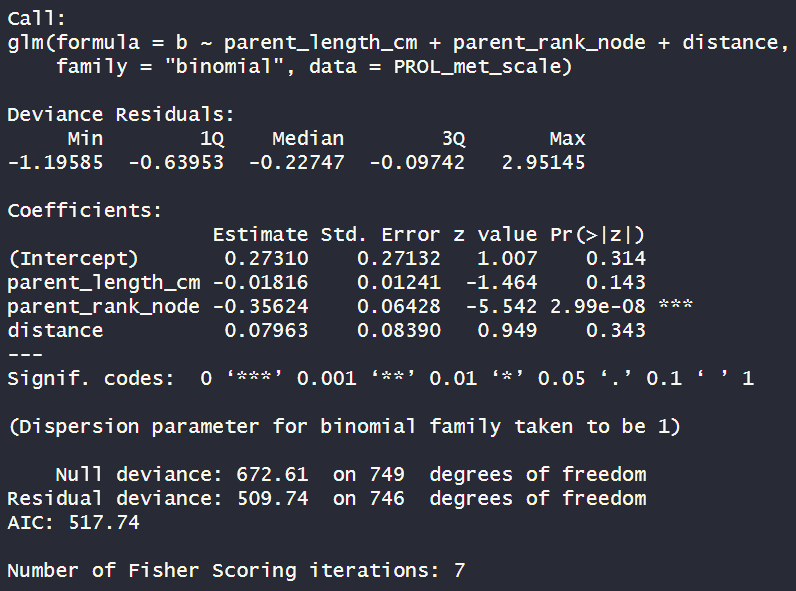 Call:
glm(formula = b ~ parent_length_cm + parent_rank_node + distance,
    family = "binomial", data = PROL_met_scale)

Deviance Residuals:
     Min        1Q    Median        3Q       Max
-1.19585  -0.63953  -0.22747  -0.09742   2.95145

Coefficients:
                 Estimate Std. Error z value Pr(>|z|)
(Intercept)       0.27310    0.27132   1.007    0.314
parent_length_cm -0.01816    0.01241  -1.464    0.143
parent_rank_node -0.35624    0.06428  -5.542 2.99e-08 ***
distance          0.07963    0.08390   0.949    0.343
---
Signif. codes:  0 ‘***’ 0.001 ‘**’ 0.01 ‘*’ 0.05 ‘.’ 0.1 ‘ ’ 1

(Dispersion parameter for binomial family taken to be 1)

    Null deviance: 672.61  on 749  degrees of freedom
Residual deviance: 509.74  on 746  degrees of freedom
AIC: 517.74

Number of Fisher Scoring iterations: 7